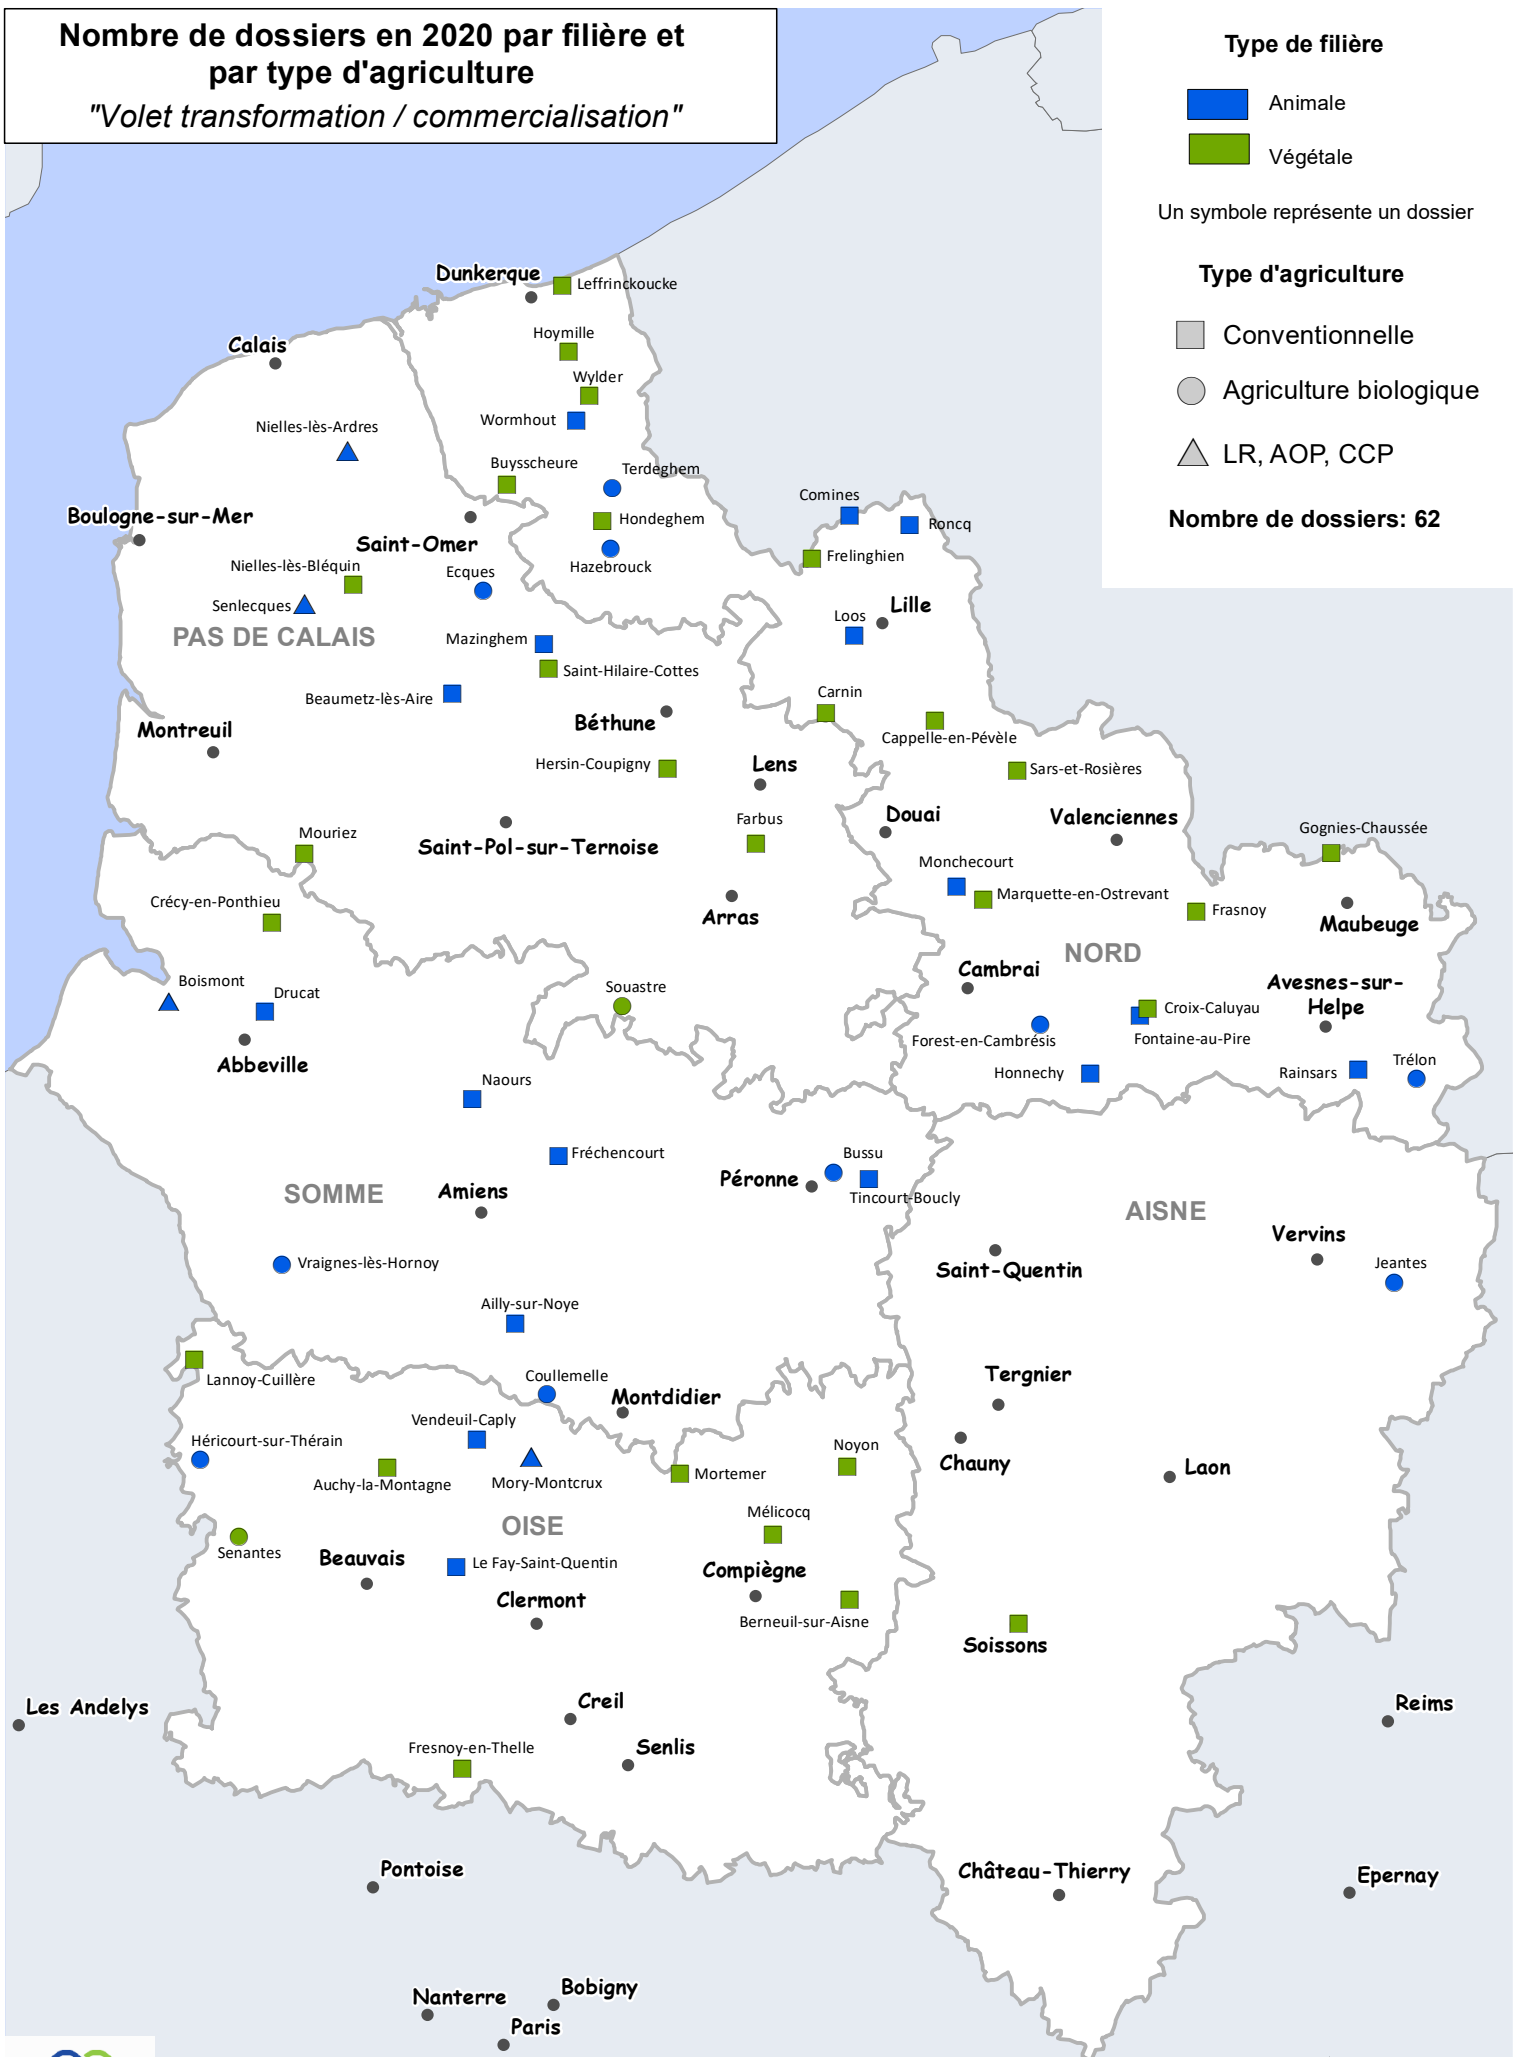 Nombre de dossiers en 2020 par filière et
par type d'agriculture
"Volet transformation / commercialisation"
Type de filière
Animale
Végétale
Un symbole représente un dossier
Type d'agriculture
Conventionnelle
Agriculture biologique
LR, AOP, CCP
Nombre de dossiers: 62
Dunkerque
Leffrinckoucke
Hoymille
Calais
Wylder
Wormhout
Nielles-lès-Ardres
Buysscheure
Terdeghem
Comines
Boulogne-sur-Mer
Hondeghem
Roncq
Saint-Omer
Frelinghien
Nielles-lès-Bléquin
Ecques
Hazebrouck
Senlecques
Lille
Loos
PAS DE CALAIS
Mazinghem
Saint-Hilaire-Cottes
Beaumetz-lès-Aire
Carnin
Montreuil
Béthune
Cappelle-en-Pévèle
Hersin-Coupigny
Lens
Sars-et-Rosières
Farbus
Douai
Valenciennes
Gognies-Chaussée
Mouriez
Saint-Pol-sur-Ternoise
Monchecourt
Marquette-en-Ostrevant
Crécy-en-Ponthieu
Arras
Frasnoy
Maubeuge
NORD
Cambrai
Boismont
Drucat
Souastre
Avesnes-sur-
Helpe
Croix-Caluyau
Forest-en-Cambrésis
Fontaine-au-Pire
Abbeville
Honnechy
Rainsars
Trélon
Naours
Fréchencourt
Bussu
Péronne
SOMME
Amiens
Tincourt-Boucly
AISNE
Vervins
Vraignes-lès-Hornoy
Saint-Quentin
Jeantes
Ailly-sur-Noye
Lannoy-Cuillère
Coullemelle
Tergnier
Montdidier
Vendeuil-Caply
Héricourt-sur-Thérain
Noyon
Chauny
Laon
Auchy-la-Montagne
Mory-Montcrux
Mortemer
Mélicocq
OISE
Senantes
Beauvais
Le Fay-Saint-Quentin
Compiègne
Clermont
Berneuil-sur-Aisne
Soissons
Les Andelys
Creil
Reims
Fresnoy-en-Thelle
Senlis
Pontoise
Château-Thierry
Epernay
Nanterre
Bobigny
Paris